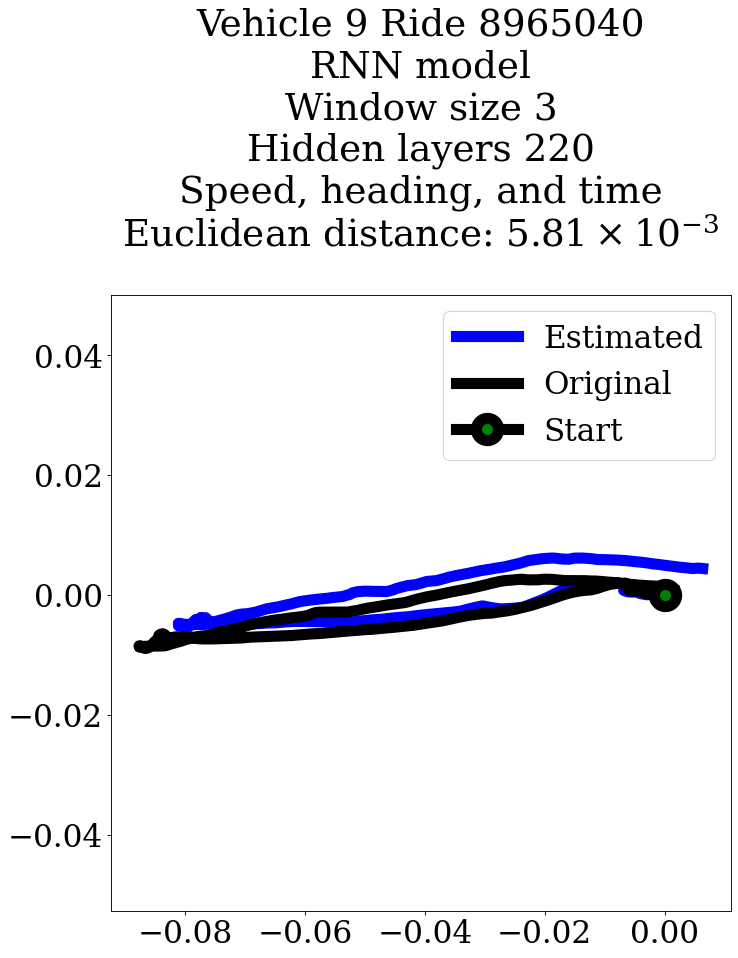 Vehicle 9 Ride 8965040
RNN model
Window size 3
Hidden layers 220
Speed, heading, and time
Euclidean distance: 5.81 × 10⁻³
Estimated
Original
Start
0.04
0.02
0.00
−0.02
−0.04
−0.08 −0.06 −0.04 −0.02 0.00